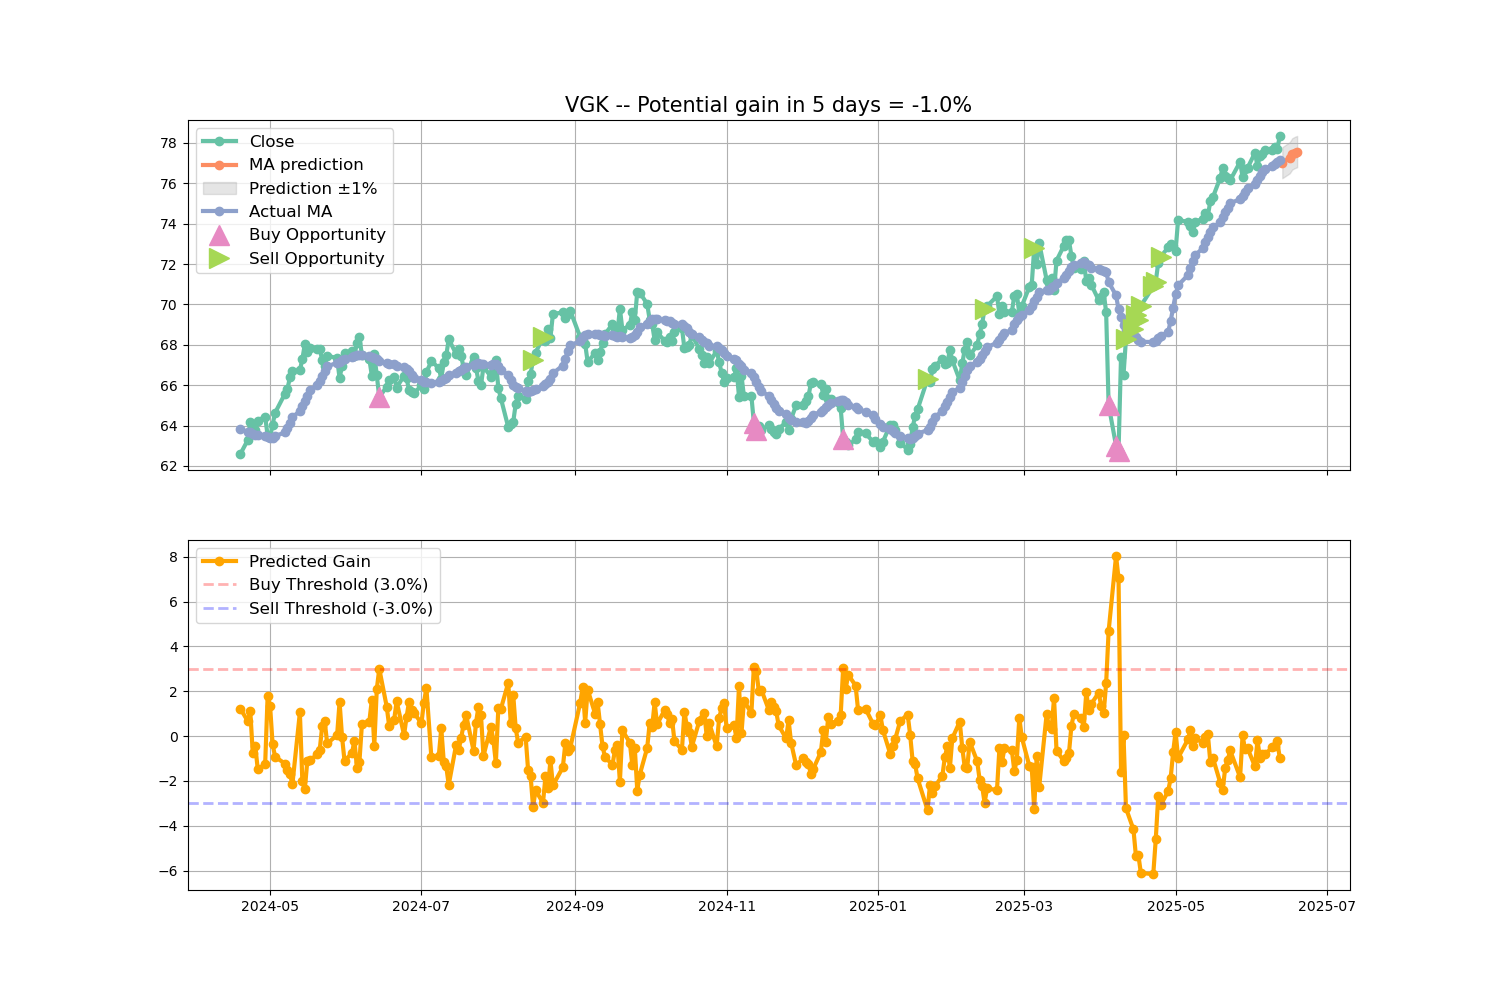 VGK -- Potential gain in 5 days = -1.0%
78
76
74
72
70
68
66
64
62
Close
MA prediction
Prediction ±1%
Actual MA
Buy Opportunity
Sell Opportunity
8
6
4
2
0
−2
−4
−6
Predicted Gain
Buy Threshold (3.0%)
Sell Threshold (-3.0%)
2024-05 2024-07 2024-09 2024-11 2025-01 2025-03 2025-05 2025-07